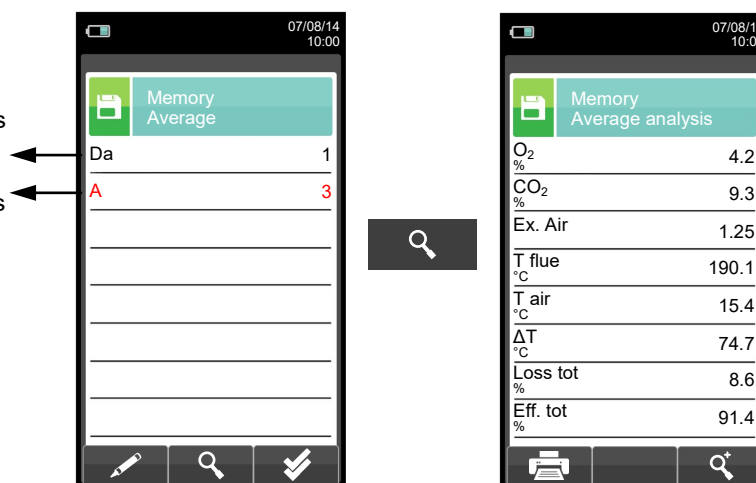 07/08/14
10:00
Memory
Average
s
Da 1
A 3
s
07/08/1
10:0
Memory
Average analysis
O2
% 4.2
CO2
% 9.3
Ex. Air 1.25
T flue
°C 190.1
T air
°C 15.4
ΔT
°C 74.7
Loss tot
% 8.6
Eff. tot
% 91.4